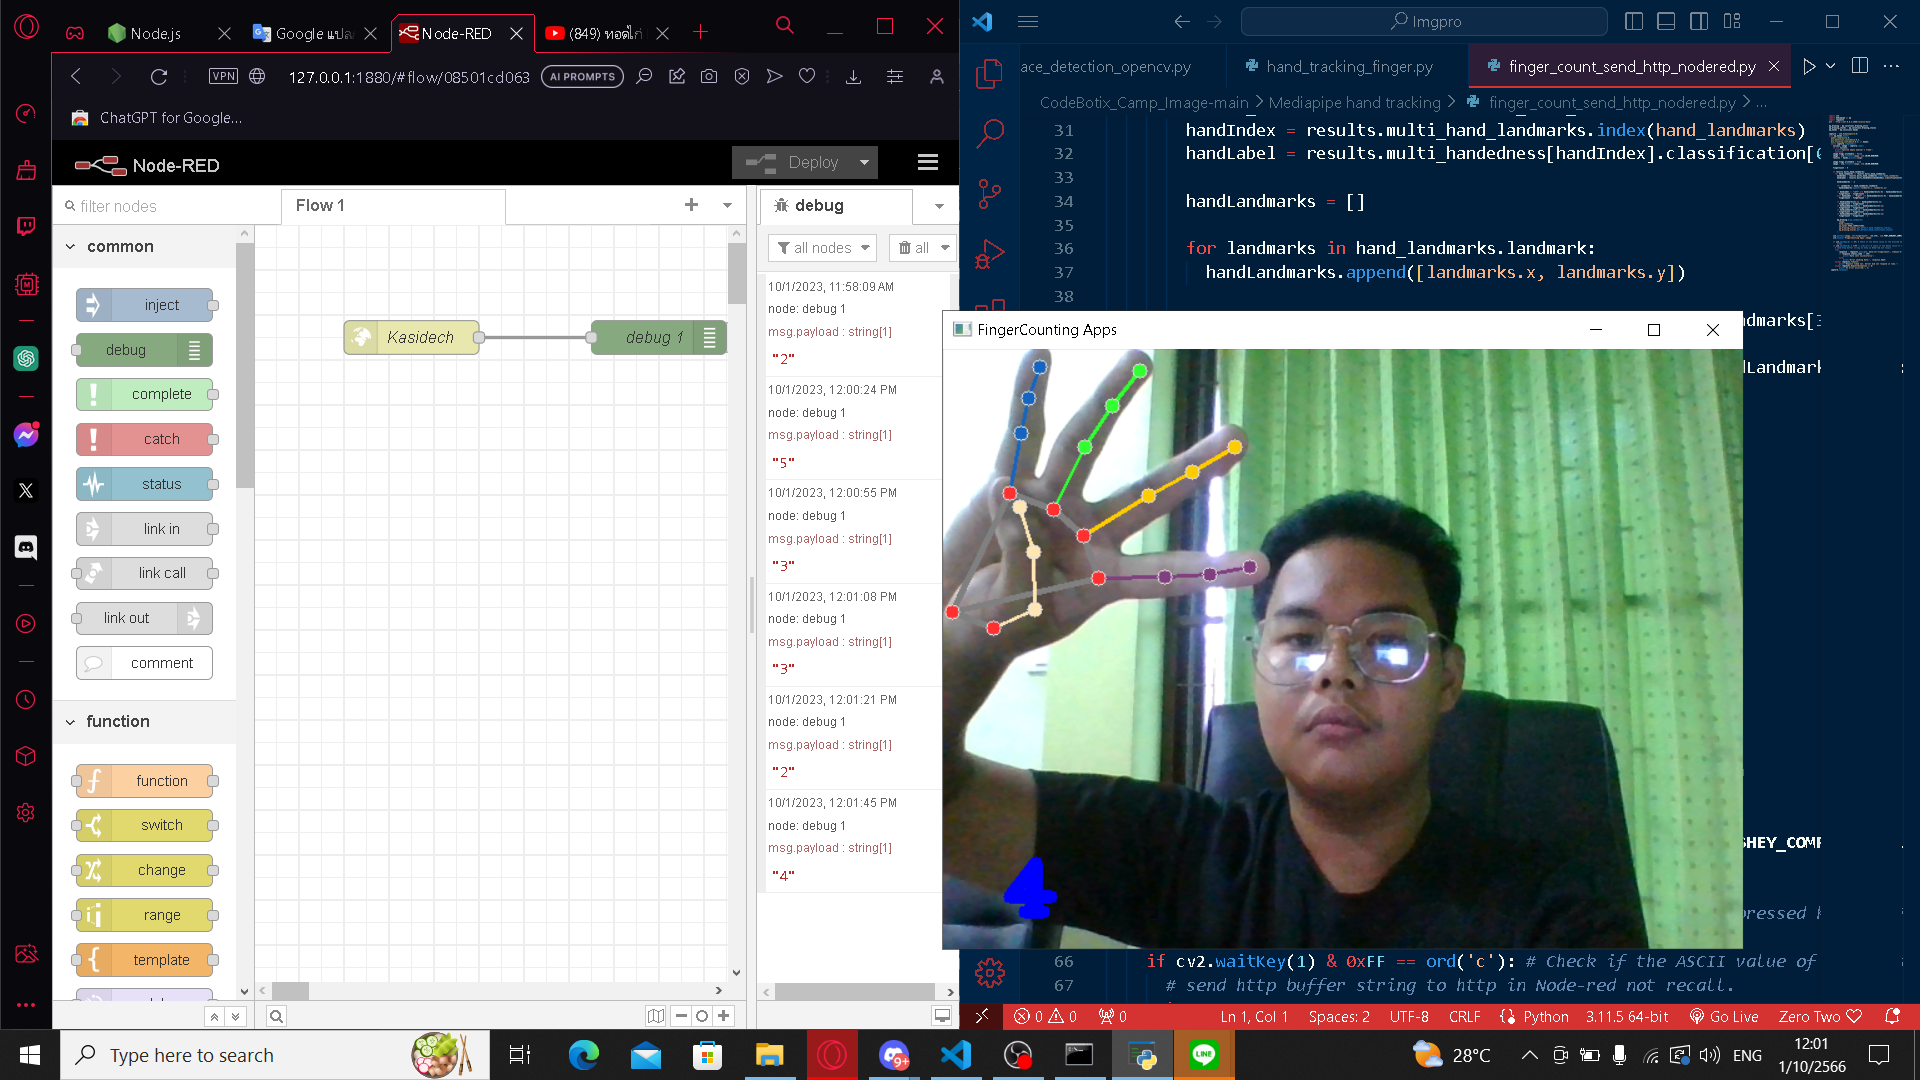 Node.js
Google แปลภ
Node-RED
(849) ทอดไก่
VPN
127.0.0.1:1880/#flow/08501cd063
AI PROMPTS
ChatGPT for Google...
Node-RED
Deploy
filter nodes
Flow 1
debug
all nodes
all
common
inject
debug
complete
catch
status
link in
link call
link out
comment
function
function
switch
change
range
template
Kasidech
debug 1
10/1/2023, 11:58:09 AM
node: debug 1
msg.payload : string[1]
"2"
10/1/2023, 12:00:24 PM
node: debug 1
msg.payload : string[1]
"5"
10/1/2023, 12:00:55 PM
node: debug 1
msg.payload : string[1]
"3"
10/1/2023, 12:01:08 PM
node: debug 1
msg.payload : string[1]
"3"
10/1/2023, 12:01:21 PM
node: debug 1
msg.payload : string[1]
"2"
10/1/2023, 12:01:45 PM
node: debug 1
msg.payload : string[1]
"4"
Imgpro
ace_detection_opencv.py
hand_tracking_finger.py
finger_count_send_http_nodered.py
CodeBotix_Camp_Image-main > Mediapipe hand tracking > finger_count_send_http_nodered.py > ...
31 handIndex = results.multi_hand_landmarks.index(hand_landmarks)
32 handLabel = results.multi_handedness[handIndex].classification[
33
34 handLandmarks = []
35
36 for landmarks in hand_landmarks.landmark:
37 handLandmarks.append([landmarks.x, landmarks.y])
38
dmarks[
dLandmark
FingerCounting Apps
4
SHEY_COMP
pressed
66 if cv2.waitKey(1) & 0xFF == ord('c'): # Check if the ASCII value of
67 # send http buffer string to http in Node-red not recall.
0 0 0
Ln 1, Col 1
Spaces: 2
UTF-8
CRLF
Python
3.11.5 64-bit
Go Live
Zero Two
Type here to search
9+
LINE
28°C
ENG
12:01
1/10/2566